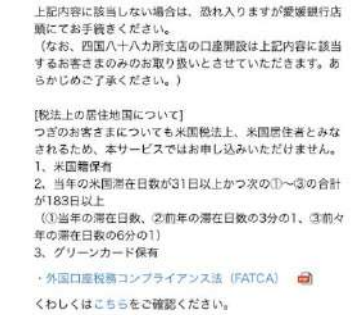 上記内容に該当しない場合は、恐れ入りますが愛媛銀行店
頭にてお手続きください。
（なお、四国八十八カ所支店の口座開設は上記内容に該当
するお客さまのみのお取り扱いとさせていただきます。あ
らかじめご了承ください。）
[税法上の居住地国について]
つぎのお客さまについても米国税法上、米国居住者とみな
されるため、本サービスではお申し込みいただけません。
1、米国籍保有
2、当年の米国滞在日数が31日以上かつ次の①～③の合計
が183日以上
（①当年の滞在日数、②前年の滞在日数の3分の1、③前々
年の滞在日数の6分の1）
3、グリーンカード保有
・外国口座税務コンプライアンス法（FATCA）
くわしくはこちらをご確認ください。